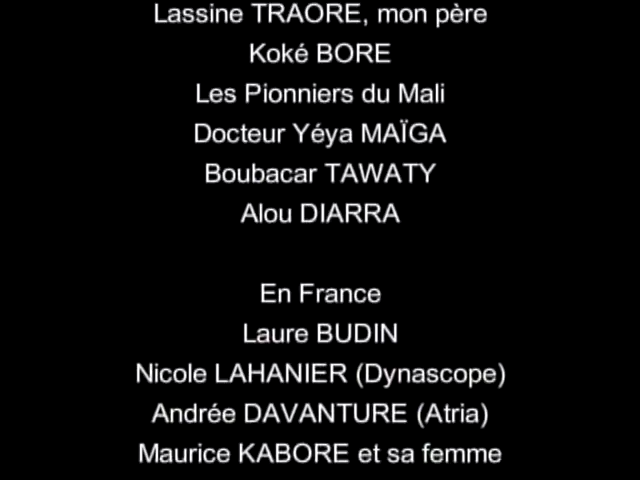 Lassine TRAORE, mon père
Koké BORE
Les Pionniers du Mali
Docteur Yéya MAÏGA
Boubacar TAWATY
Alou DIARRA
En France
Laure BUDIN
Nicole LAHANIER (Dynascope)
Andrée DAVANTURE (Atria)
Maurice KABORE et sa femme